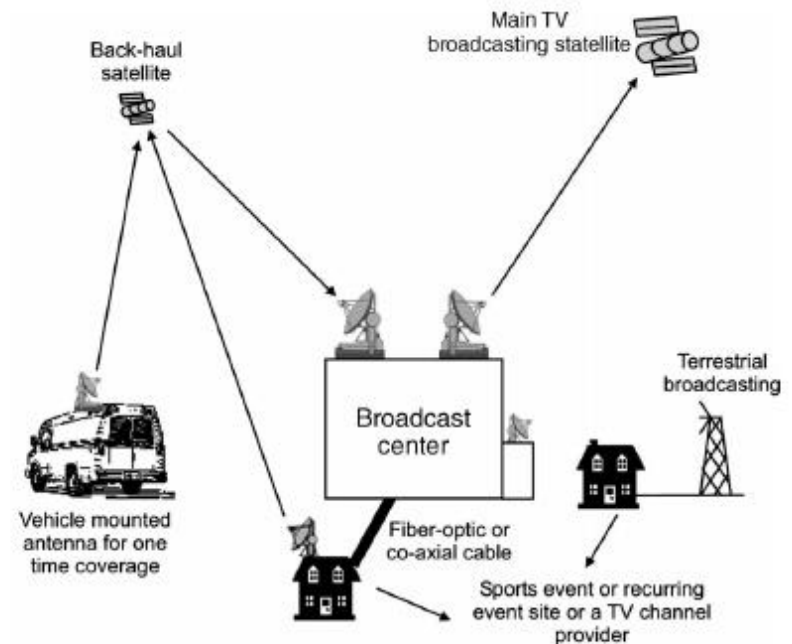 Main TV
broadcasting statellite
Back-haul
satellite
Terrestrial
broadcasting
Broadcast
center
Vehicle mounted
antenna for one
time coverage
Fiber-optic or
co-axial cable
Sports event or recurring
event site or a TV channel
provider